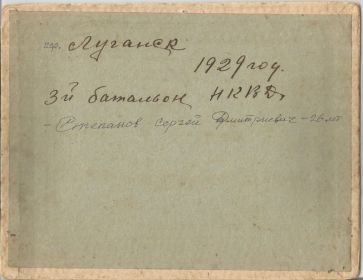 гор. Луганск
1929 год.
3й батальон НКВД
- Степанов Сергей Дмитриевич - 26 лет